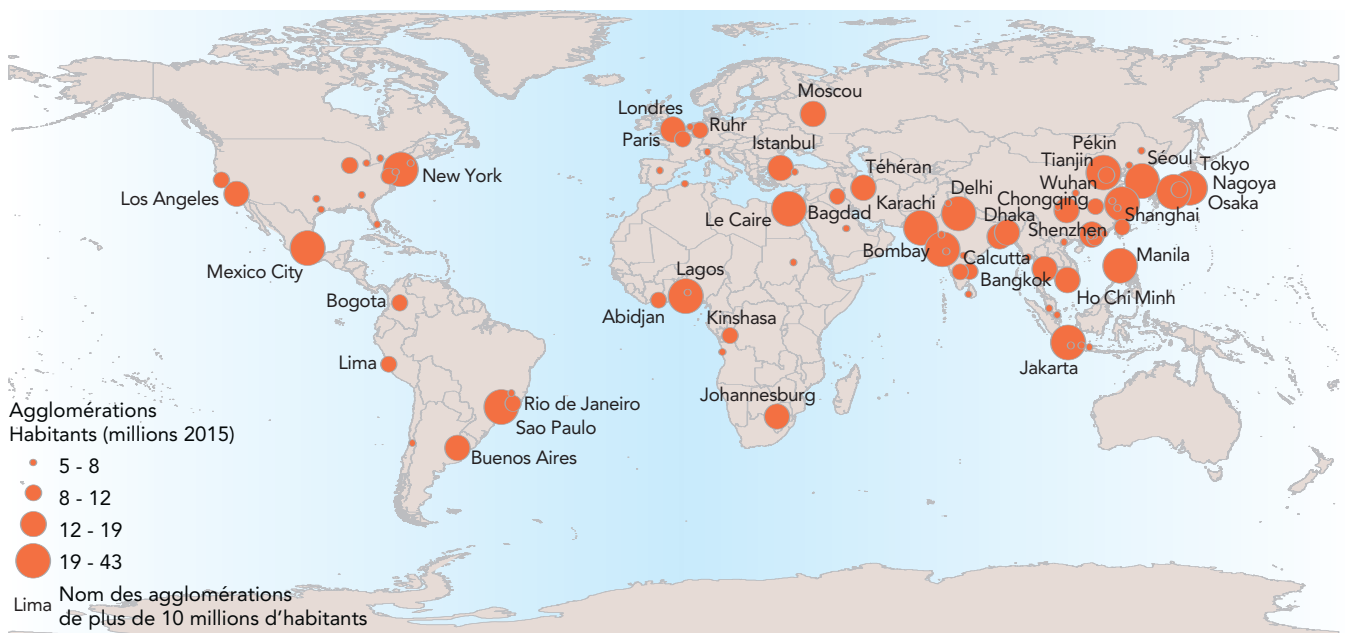 Moscou
Londres
Ruhr
Paris
Istanbul
Pékin
Téhéran
Tianjin
Séoul
Tokyo
New York
Wuhan
Nagoya
Los Angeles
Delhi
Chongqing
Karachi
Osaka
Le Caire
Bagdad
Dhaka
Shanghai
Shenzhen
Bombay
Manila
Calcutta
Mexico City
Lagos
Bangkok
Bogota
Ho Chi Minh
Abidjan
Kinshasa
Lima
Jakarta
Johannesburg
Rio de Janeiro
Sao Paulo
Buenos Aires
Agglomérations
Habitants (millions 2015)
5 - 8
8 - 12
12 - 19
19 - 43
Lima Nom des agglomérations
de plus de 10 millions d’habitants